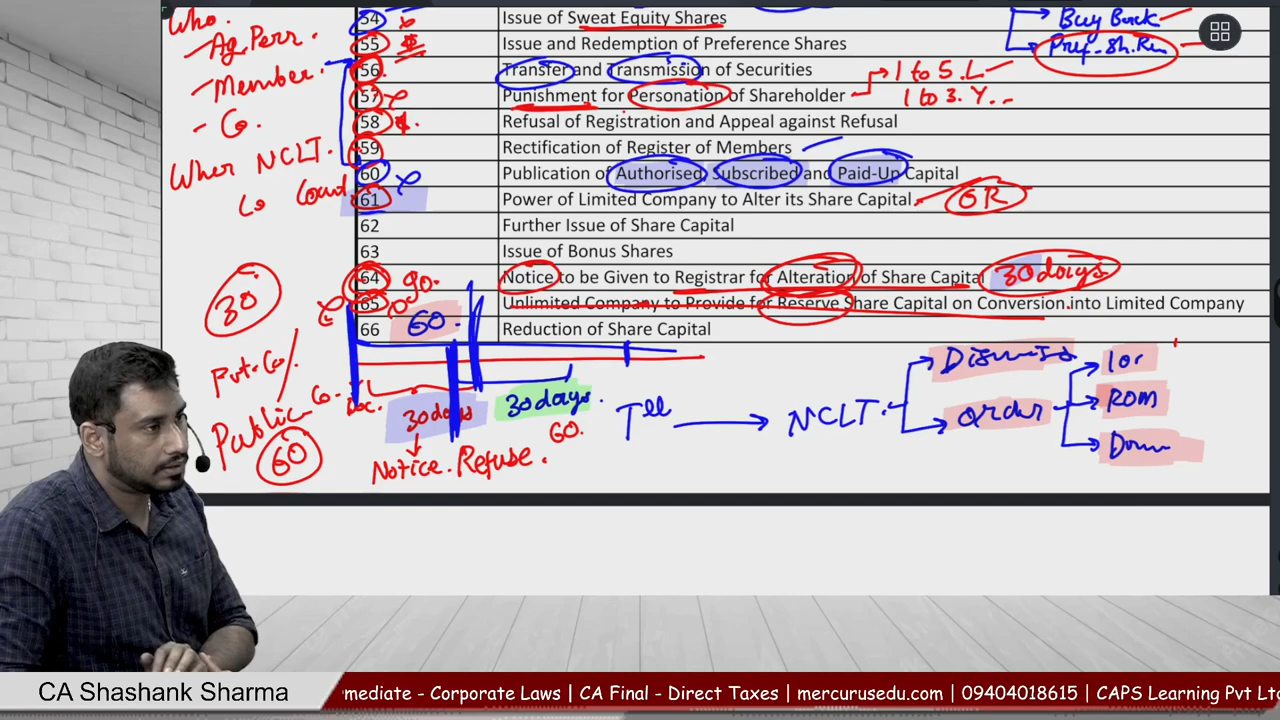 54 Issue of Sweat Equity Shares
55 Issue and Redemption of Preference Shares
56 Transfer and Transmission of Securities
57 Punishment for Personation of Shareholder
58 Refusal of Registration and Appeal against Refusal
59 Rectification of Register of Members
60 Publication of Authorised, Subscribed and Paid-Up Capital
61 Power of Limited Company to Alter its Share Capital
62 Further Issue of Share Capital
63 Issue of Bonus Shares
64 Notice to be Given to Registrar for Alteration of Share Capital
65 Unlimited Company to Provide for Reserve Share Capital on Conversion into Limited Company
66 Reduction of Share Capital
Buy Back
Pref. Sh. Rem
1 to 5 L
1 to 3 Y.
OR
30 days
Who.
- Ag. Perr.
- Member.
- Co.
Wher NCLT.
90.
60.
30
Pvt. Co
Public Co.
60
Doc.
30 days
Notice. Refuse.
30 days.
60.
NCLT.
Dismiss
Order
10r
ROM
Dam
CA Shashank Sharma
mediate - Corporate Laws | CA Final - Direct Taxes | mercurusedu.com | 09404018615 | CAPS Learning Pvt Ltd